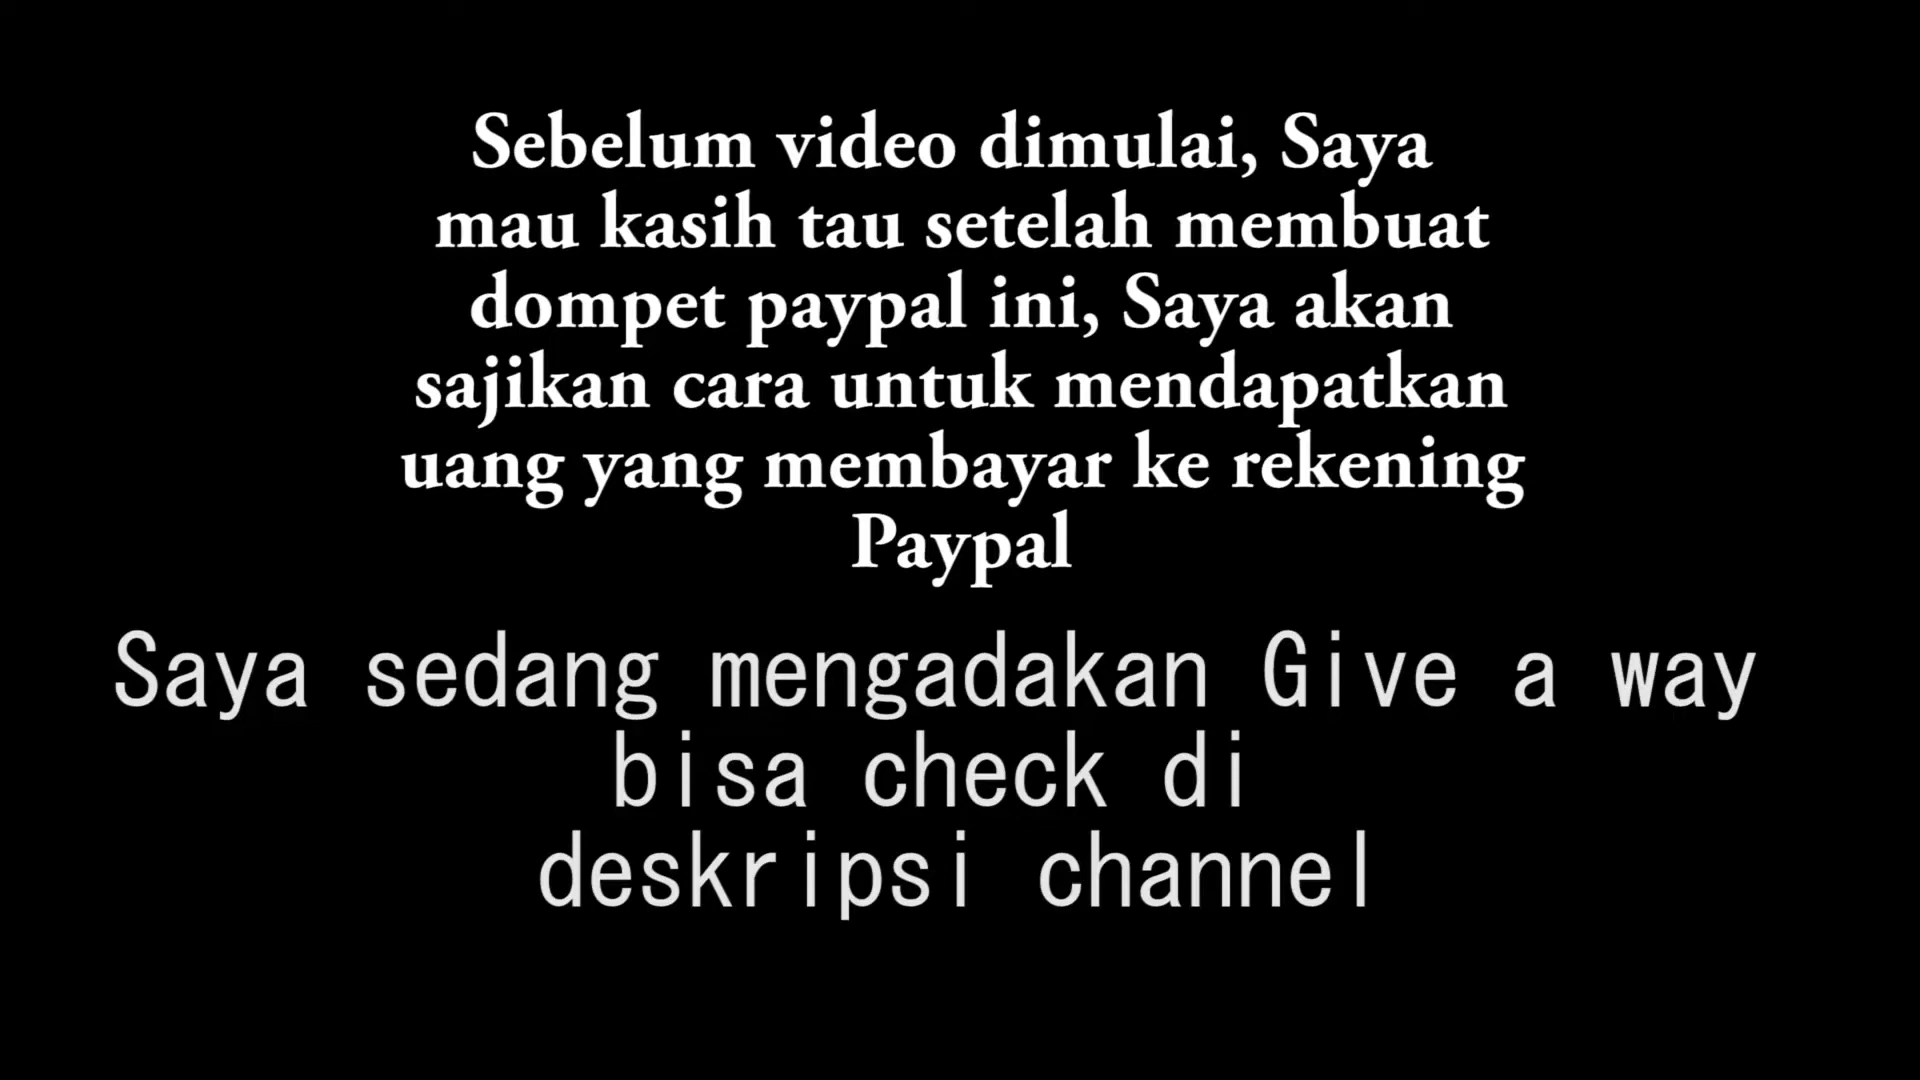 Sebelum video dimulai, Saya
mau kasih tau setelah membuat
dompet paypal ini, Saya akan
sajikan cara untuk mendapatkan
uang yang membayar ke rekening
Paypal
Saya sedang mengadakan Give a way
bisa check di
deskripsi channel